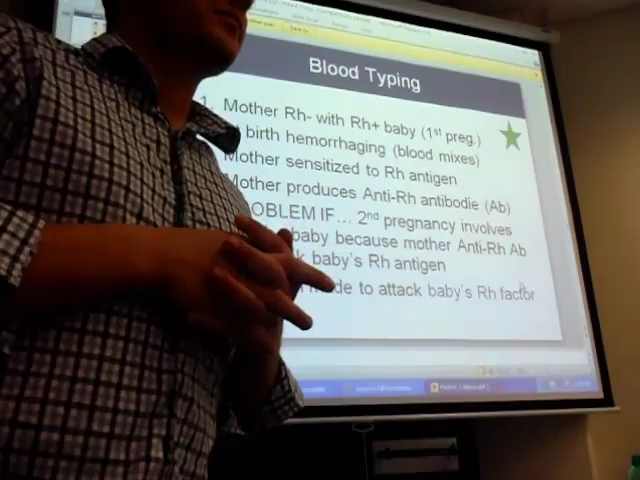 Blood Typing
1. Mother Rh- with Rh+ baby (1st preg.)
birth hemorrhaging (blood mixes)
Mother sensitized to Rh antigen
Mother produces Anti-Rh antibodie (Ab)
OBLEM IF... 2nd pregnancy involves
baby because mother Anti-Rh Ab
k baby's Rh antigen
de to attack baby's Rh factor